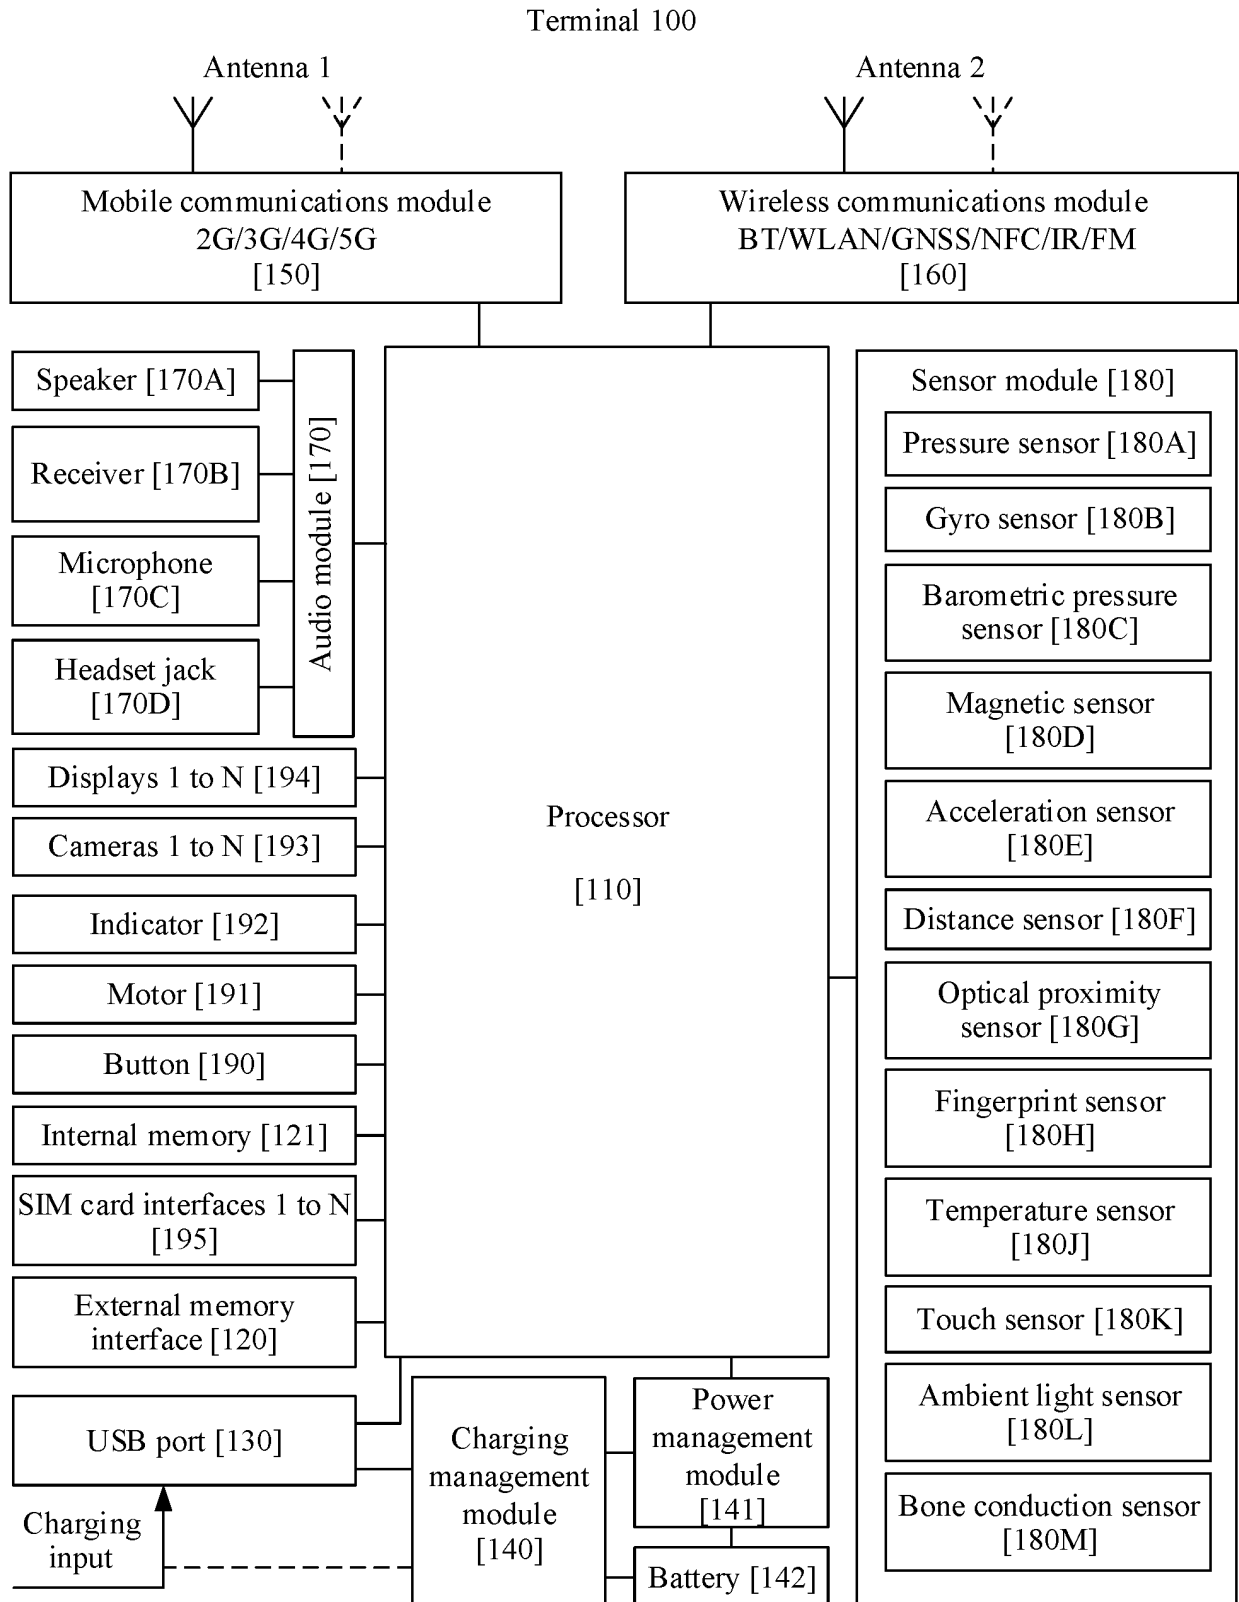 Terminal 100
Antenna 1
Antenna 2
Mobile communications module
2G/3G/4G/5G
[150]
Wireless communications module
BT/WLAN/GNSS/NFC/IR/FM
[160]
Speaker [170A]
Receiver [170B]
Microphone
[170C]
Headset jack
[170D]
Audio module [170]
Displays 1 to N [194]
Cameras 1 to N [193]
Indicator [192]
Motor [191]
Button [190]
Internal memory [121]
SIM card interfaces 1 to N
[195]
External memory
interface [120]
USB port [130]
Charging
input
Processor
[110]
Charging
management
module
[140]
Power
management
module
[141]
Battery [142]
Sensor module [180]
Pressure sensor [180A]
Gyro sensor [180B]
Barometric pressure
sensor [180C]
Magnetic sensor
[180D]
Acceleration sensor
[180E]
Distance sensor [180F]
Optical proximity
sensor [180G]
Fingerprint sensor
[180H]
Temperature sensor
[180J]
Touch sensor [180K]
Ambient light sensor
[180L]
Bone conduction sensor
[180M]